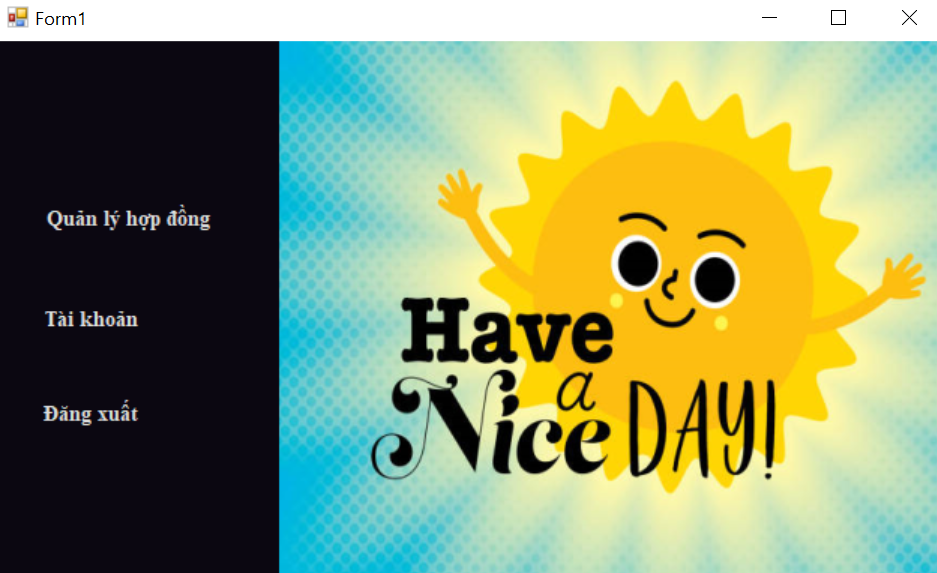 Form1
Quản lý hợp đồng
Tài khoản
Đăng xuất
Have
a
Nice DAY!